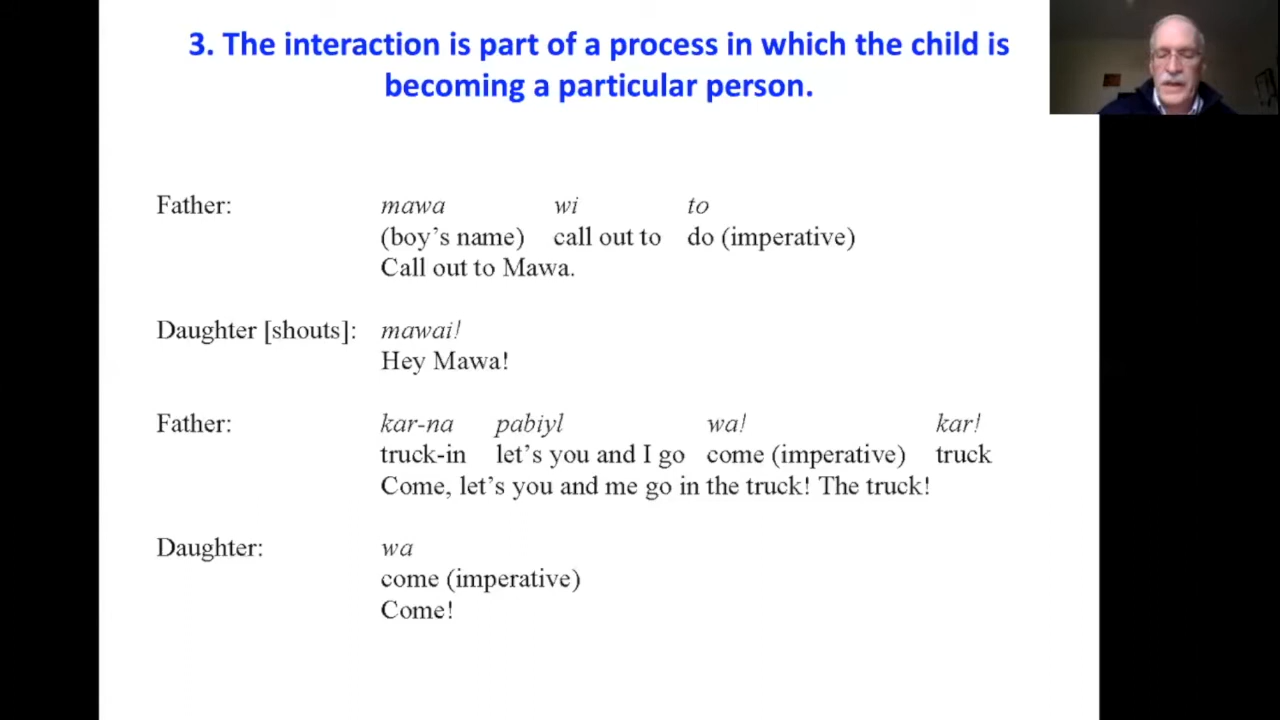 3. The interaction is part of a process in which the child is
becoming a particular person.
Father: mawa wi to
(boy's name) call out to do (imperative)
Call out to Mawa.
Daughter [shouts]: mawai!
Hey Mawa!
Father: kar-na pabiyl wa! kar!
truck-in let's you and I go come (imperative) truck
Come, let's you and me go in the truck! The truck!
Daughter: wa
come (imperative)
Come!